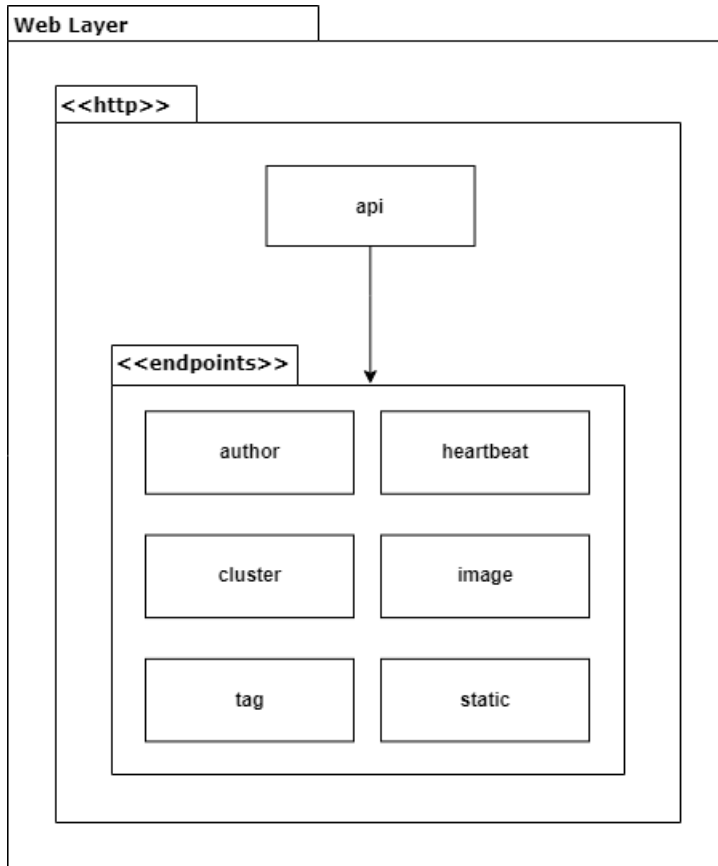 Web Layer
<<http>>
api
<<endpoints>>
author
heartbeat
cluster
image
tag
static